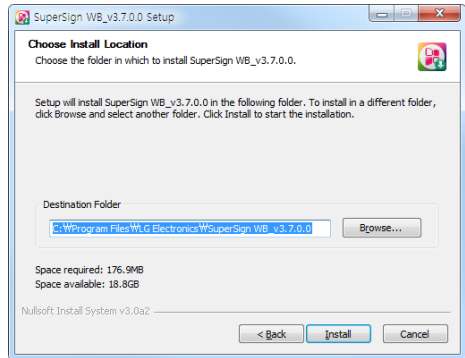 SuperSign WB_v3.7.0.0 Setup
Choose Install Location
Choose the folder in which to install SuperSign WB_v3.7.0.0.
Setup will install SuperSign WB_v3.7.0.0 in the following folder. To install in a different folder,
click Browse and select another folder. Click Install to start the installation.
Destination Folder
C:₩Program Files₩LG Electronics₩SuperSign WB_v3.7.0.0
Browse...
Space required: 176.9MB
Space available: 18.8GB
Nullsoft Install System v3.0a2
< Back
Install
Cancel